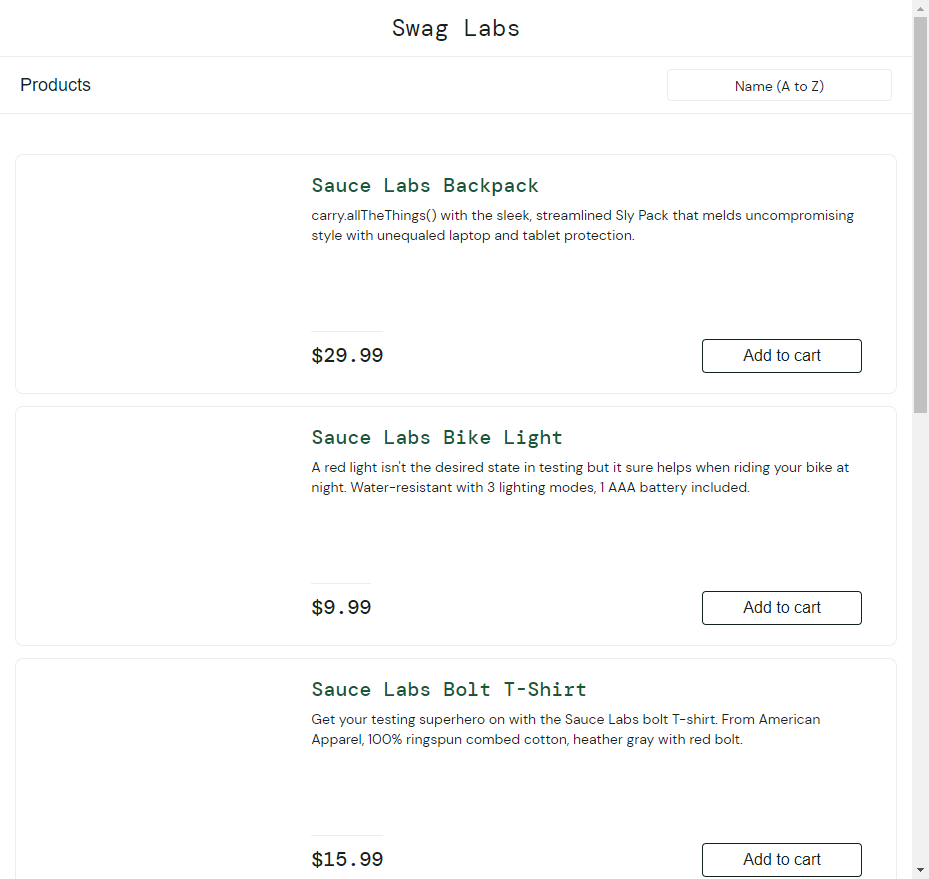 Swag Labs
Products
Name (A to Z)
Sauce Labs Backpack
carry.allTheThings() with the sleek, streamlined Sly Pack that melds uncompromising
style with unequaled laptop and tablet protection.
$29.99
Add to cart
Sauce Labs Bike Light
A red light isn't the desired state in testing but it sure helps when riding your bike at
night. Water-resistant with 3 lighting modes, 1 AAA battery included.
$9.99
Add to cart
Sauce Labs Bolt T-Shirt
Get your testing superhero on with the Sauce Labs bolt T-shirt. From American
Apparel, 100% ringspun combed cotton, heather gray with red bolt.
$15.99
Add to cart